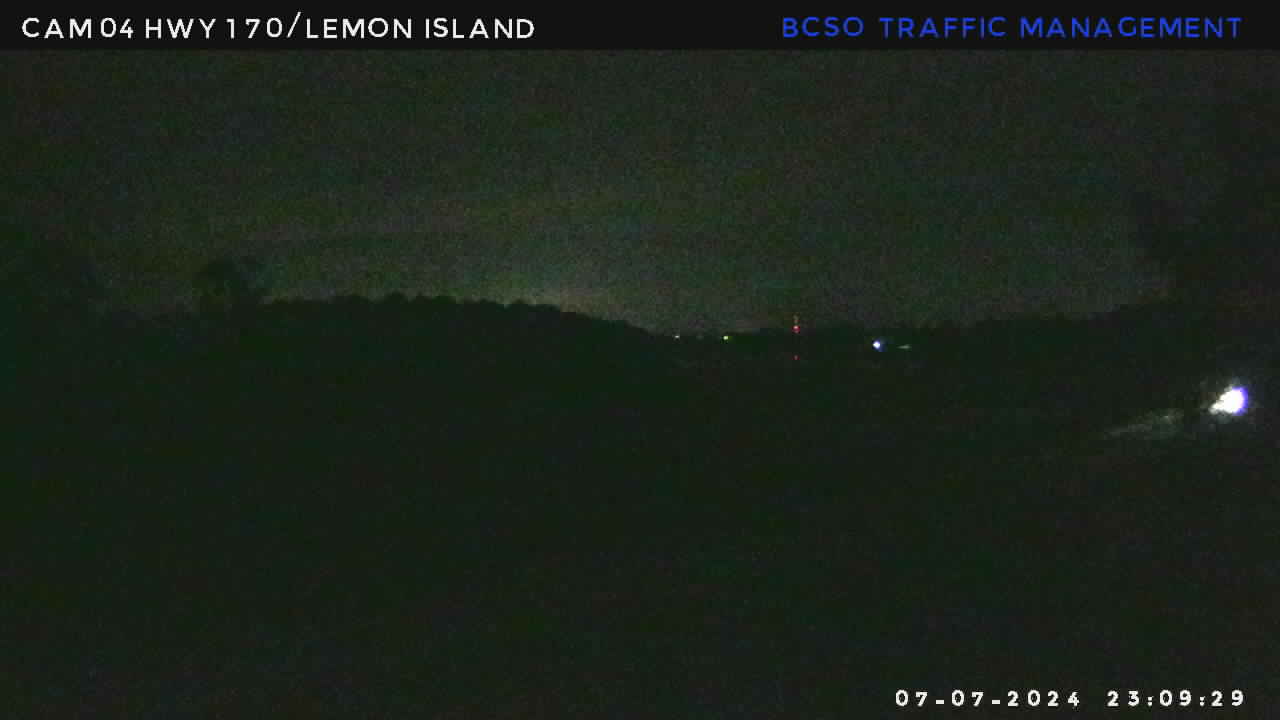 CAM04 HWY 170/LEMON ISLAND
BCSO TRAFFIC MANAGEMENT
07-07-2024 23:09:29